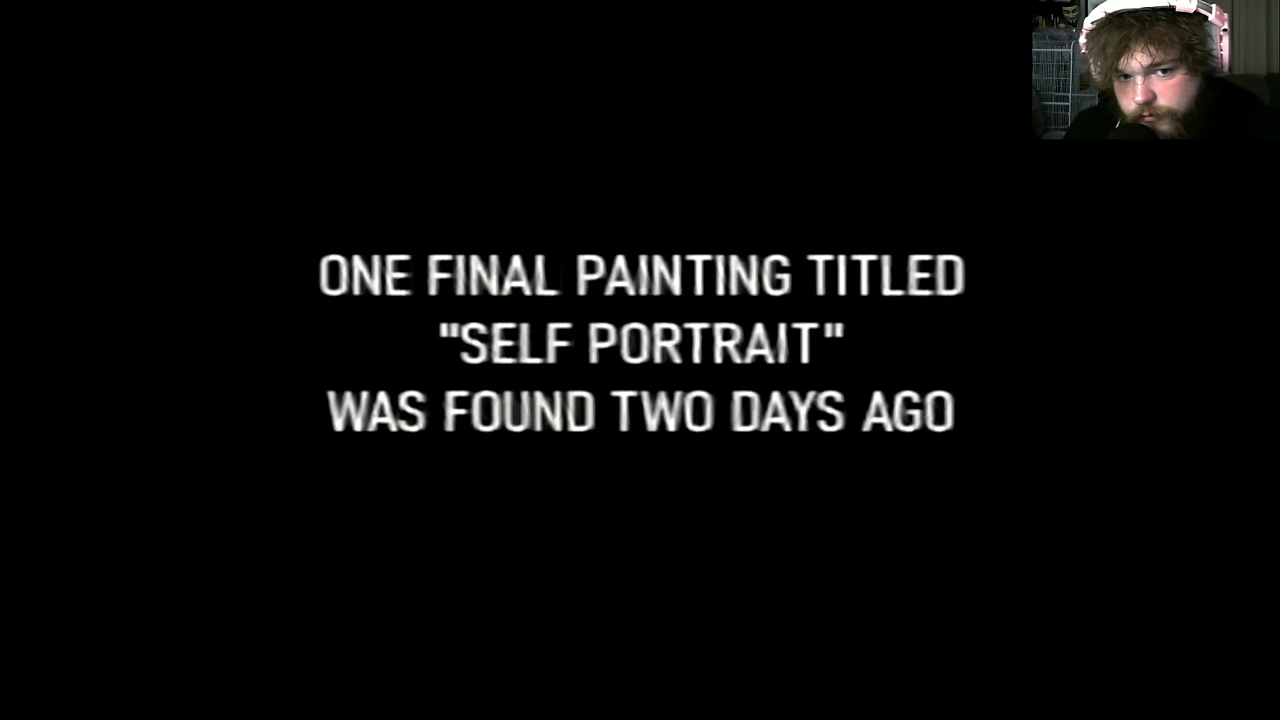 ONE FINAL PAINTING TITLED
"SELF PORTRAIT"
WAS FOUND TWO DAYS AGO